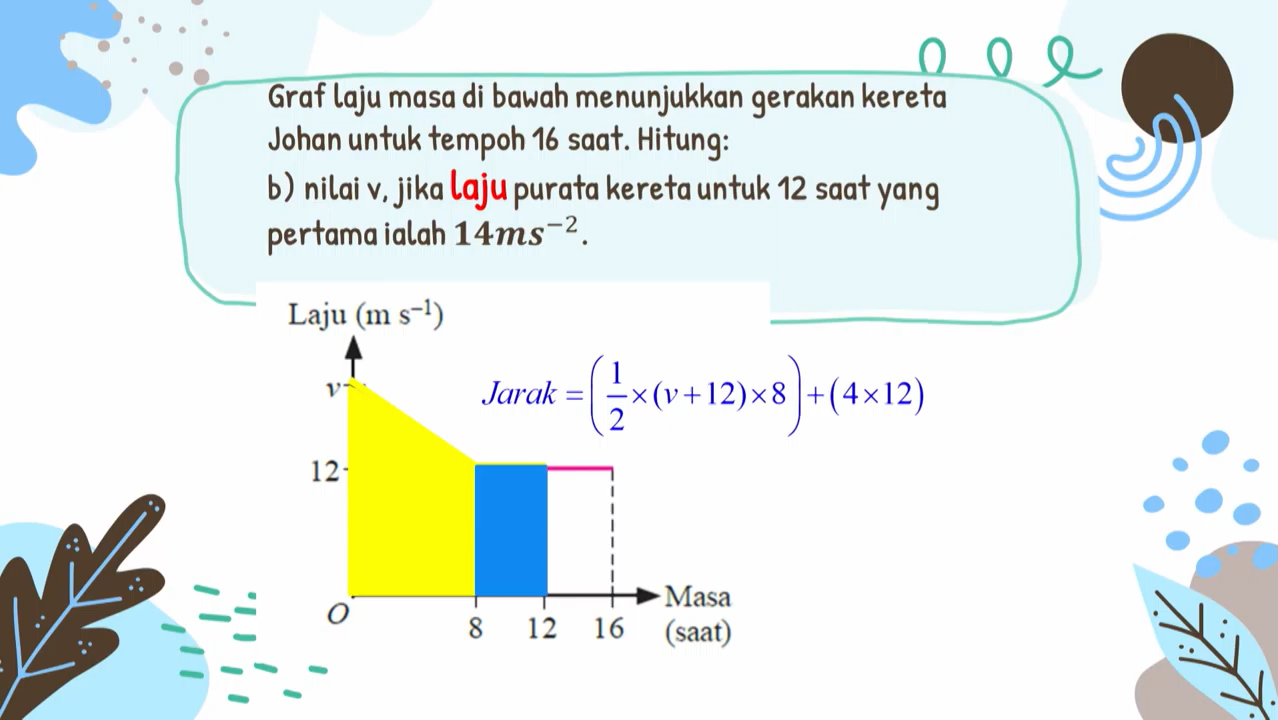 Graf laju masa di bawah menunjukkan gerakan kereta
Johan untuk tempoh 16 saat. Hitung:
b) nilai v, jika laju purata kereta untuk 12 saat yang
pertama ialah 14ms⁻².
Laju (m s⁻¹)
v
Jarak = (1/2 × (v + 12) × 8) + (4 × 12)
12
O
8 12 16
Masa
(saat)